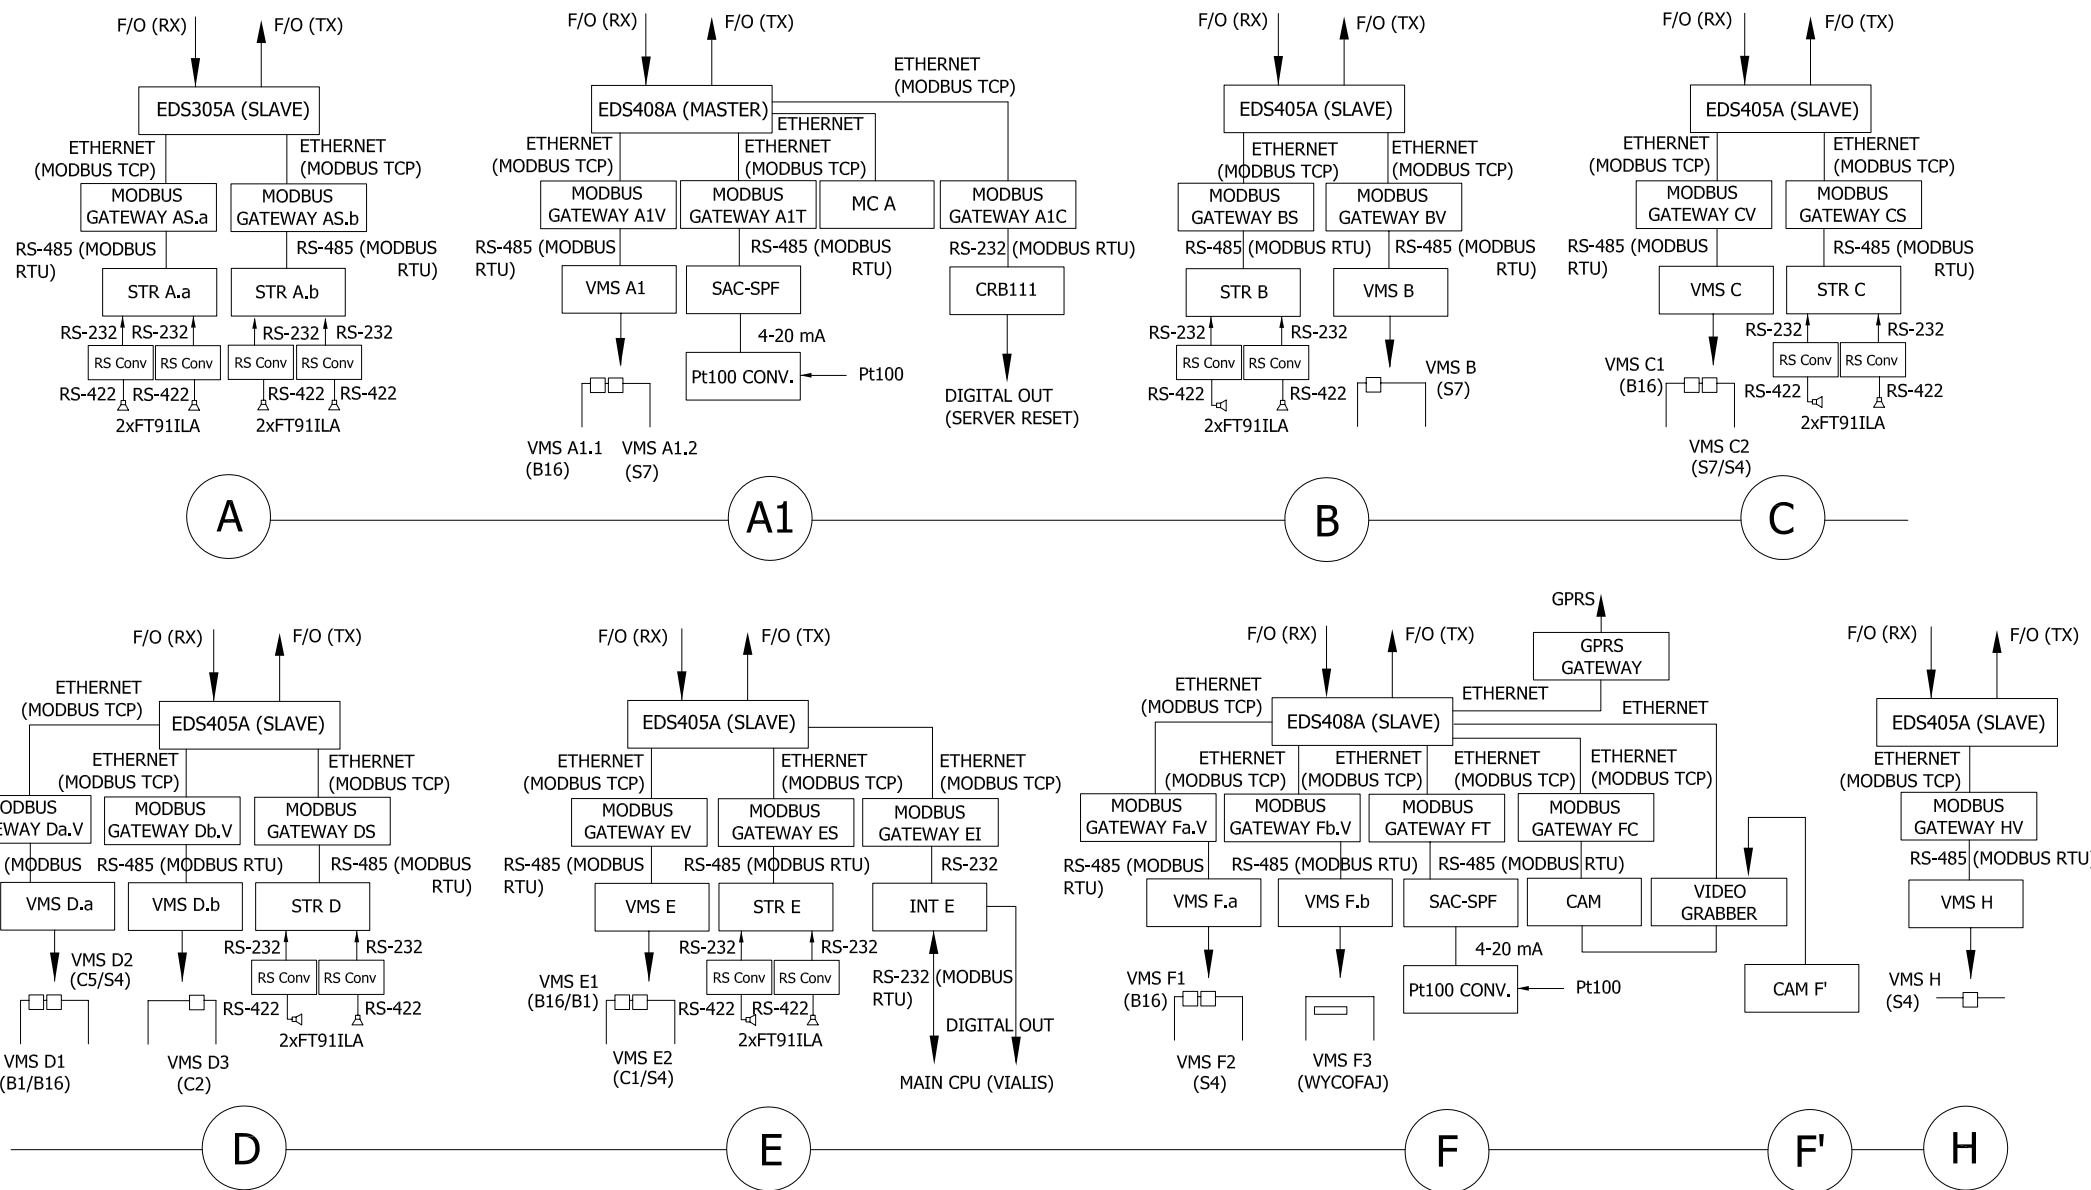 F/O (RX)
F/O (TX)
EDS305A (SLAVE)
ETHERNET
(MODBUS TCP)
ETHERNET
(MODBUS TCP)
MODBUS
GATEWAY AS.a
MODBUS
GATEWAY AS.b
RS-485 (MODBUS
RTU)
RS-485 (MODBUS
RTU)
STR A.a
STR A.b
RS-232
RS-232
RS-232
RS-232
RS Conv
RS Conv
RS Conv
RS Conv
RS-422
RS-422
RS-422
RS-422
2xFT91ILA
2xFT91ILA
A
F/O (RX)
F/O (TX)
ETHERNET
(MODBUS TCP)
EDS408A (MASTER)
ETHERNET
ETHERNET
(MODBUS TCP)
ETHERNET
(MODBUS TCP)
MODBUS
GATEWAY A1V
MODBUS
GATEWAY A1T
MC A
MODBUS
GATEWAY A1C
RS-485 (MODBUS
RTU)
RS-485 (MODBUS
RTU)
RS-232 (MODBUS RTU)
VMS A1
SAC-SPF
CRB111
4-20 mA
Pt100 CONV.
Pt100
DIGITAL OUT
(SERVER RESET)
VMS A1.1
(B16)
VMS A1.2
(S7)
A1
F/O (RX)
F/O (TX)
EDS405A (SLAVE)
ETHERNET
(MODBUS TCP)
ETHERNET
(MODBUS TCP)
MODBUS
GATEWAY BS
MODBUS
GATEWAY BV
RS-485 (MODBUS RTU)
RS-485 (MODBUS
RTU)
STR B
VMS B
RS-232
RS-232
RS Conv
RS Conv
RS-422
RS-422
2xFT91ILA
VMS B
(S7)
B
F/O (RX)
F/O (TX)
EDS405A (SLAVE)
ETHERNET
(MODBUS TCP)
ETHERNET
(MODBUS TCP)
MODBUS
GATEWAY CV
MODBUS
GATEWAY CS
RS-485 (MODBUS
RTU)
RS-485 (MODBUS
RTU)
VMS C
STR C
RS-232
RS-232
RS Conv
RS Conv
RS-422
RS-422
2xFT91ILA
VMS C1
(B16)
VMS C2
(S7/S4)
C
F/O (RX)
F/O (TX)
ETHERNET
(MODBUS TCP)
EDS405A (SLAVE)
ETHERNET
(MODBUS TCP)
ETHERNET
(MODBUS TCP)
ODBUS
EWAY Da.V
MODBUS
GATEWAY Db.V
MODBUS
GATEWAY DS
(MODBUS
RS-485 (MODBUS RTU)
RS-485 (MODBUS
RTU)
VMS D.a
VMS D.b
STR D
RS-232
RS-232
VMS D2
(C5/S4)
RS Conv
RS Conv
RS-422
RS-422
2xFT91ILA
VMS D1
(B1/B16)
VMS D3
(C2)
D
F/O (RX)
F/O (TX)
EDS405A (SLAVE)
ETHERNET
(MODBUS TCP)
ETHERNET
(MODBUS TCP)
ETHERNET
(MODBUS TCP)
MODBUS
GATEWAY EV
MODBUS
GATEWAY ES
MODBUS
GATEWAY EI
RS-485 (MODBUS
RTU)
RS-485 (MODBUS RTU)
RS-232
VMS E
STR E
INT E
RS-232
RS-232
VMS E1
(B16/B1)
RS Conv
RS Conv
RS-232 (MODBUS
RTU)
RS-422
RS-422
2xFT91ILA
DIGITAL OUT
VMS E2
(C1/S4)
MAIN CPU (VIALIS)
E
F/O (RX)
F/O (TX)
GPRS
GPRS
GATEWAY
ETHERNET
(MODBUS TCP)
ETHERNET
ETHERNET
EDS408A (SLAVE)
ETHERNET
(MODBUS TCP)
ETHERNET
(MODBUS TCP)
ETHERNET
(MODBUS TCP)
ETHERNET
(MODBUS TCP)
MODBUS
GATEWAY Fa.V
MODBUS
GATEWAY Fb.V
MODBUS
GATEWAY FT
MODBUS
GATEWAY FC
RS-485 (MODBUS
RTU)
RS-485 (MODBUS RTU)
RS-485 (MODBUS RTU)
VMS F.a
VMS F.b
SAC-SPF
CAM
VIDEO
GRABBER
4-20 mA
Pt100 CONV.
Pt100
CAM F'
VMS F1
(B16)
VMS F2
(S4)
VMS F3
(WYCOFAJ)
F
F'
F/O (RX)
F/O (TX)
EDS405A (SLAVE)
ETHERNET
(MODBUS TCP)
MODBUS
GATEWAY HV
RS-485 (MODBUS RTU)
VMS H
VMS H
(S4)
H